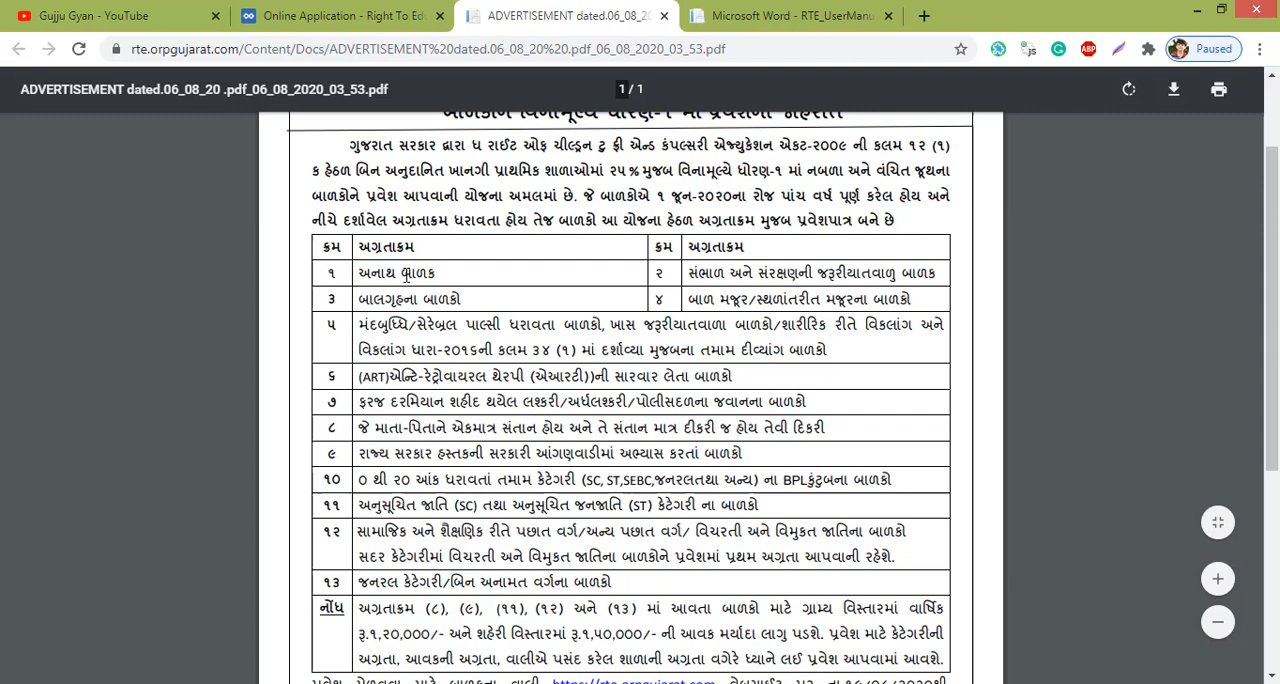 Gujju Gyan - YouTube
Online Application - Right To Edu
ADVERTISEMENT dated.06_08_20
Microsoft Word - RTE_UserManu
rte.orpgujarat.com/Content/Docs/ADVERTISEMENT%20dated.06_08_20%20.pdf_06_08_2020_03_53.pdf
Paused
ADVERTISEMENT dated.06_08_20 .pdf_06_08_2020_03_53.pdf
1 / 1
ગુજરાત સરકાર દ્વારા ધ રાઈટ ઓફ ચીલ્ડ્રન ટુ ફ્રી એન્ડ કંપલ્સરી એજ્યુકેશન એકટ-૨૦૦૯ ની કલમ ૧૨ (૧)
ક હેઠળ બિન અનુદાનિત ખાનગી પ્રાથમિક શાળાઓમાં ૨૫% મુજબ વિનામૂલ્યે ધોરણ-૧ માં નબળા અને વંચિત જૂથના
બાળકોને પ્રવેશ આપવાની યોજના અમલમાં છે. જે બાળકોએ ૧ જૂન-૨૦૨૦ના રોજ પાંચ વર્ષ પૂર્ણ કરેલ હોય અને
નીચે દર્શાવેલ અગ્રતાક્રમ ધરાવતા હોય તેજ બાળકો આ યોજના હેઠળ અગ્રતાક્રમ મુજબ પ્રવેશપાત્ર બને છે
ક્રમ અગ્રતાક્રમ ક્રમ અગ્રતાક્રમ
૧ અનાથ બાળક ૨ સંભાળ અને સંરક્ષણની જરૂરીયાતવાળુ બાળક
૩ બાલગૃહના બાળકો ૪ બાળ મજૂર/સ્થળાંતરીત મજૂરના બાળકો
૫ મંદબુધ્ધિ/સેરેબ્રલ પાલ્સી ધરાવતા બાળકો, ખાસ જરૂરીયાતવાળા બાળકો/શારીરિક રીતે વિકલાંગ અને
વિકલાંગ ધારા-૨૦૧૬ની કલમ ૩૪ (૧) માં દર્શાવ્યા મુજબના તમામ દીવ્યાંગ બાળકો
૬ (ART)એન્ટિ-રેટ્રોવાયરલ થેરપી (એઆરટી))ની સારવાર લેતા બાળકો
૭ ફરજ દરમિયાન શહીદ થયેલ લશ્કરી/અર્ધલશ્કરી/પોલીસદળના જવાનના બાળકો
૮ જે માતા-પિતાને એકમાત્ર સંતાન હોય અને તે સંતાન માત્ર દીકરી જ હોય તેવી દિકરી
૯ રાજ્ય સરકાર હસ્તકની સરકારી આંગણવાડીમાં અભ્યાસ કરતાં બાળકો
૧૦ ૦ થી ૨૦ આંક ધરાવતાં તમામ કેટેગરી (SC, ST,SEBC,જનરલતથા અન્ય) ના BPLકુંટુબના બાળકો
૧૧ અનુસૂચિત જાતિ (SC) તથા અનુસૂચિત જનજાતિ (ST) કેટેગરી ના બાળકો
૧૨ સામાજિક અને શૈક્ષણિક રીતે પછાત વર્ગ/અન્ય પછાત વર્ગ/ વિચરતી અને વિમુકત જાતિના બાળકો
સદર કેટેગરીમાં વિચરતી અને વિમુકત જાતિના બાળકોને પ્રવેશમાં પ્રથમ અગ્રતા આપવાની રહેશે.
૧૩ જનરલ કેટેગરી/બિન અનામત વર્ગના બાળકો
નોંધ અગ્રતાક્રમ (૮), (૯), (૧૧), (૧૨) અને (૧૩) માં આવતા બાળકો માટે ગ્રામ્ય વિસ્તારમાં વાર્ષિક
રૂ.૧,૨૦,૦૦૦/- અને શહેરી વિસ્તારમાં રૂ.૧,૫૦,૦૦૦/- ની આવક મર્યાદા લાગુ પડશે. પ્રવેશ માટે કેટેગરીની
અગ્રતા, આવકની અગ્રતા, વાલીએ પસંદ કરેલ શાળાની અગ્રતા વગેરે ધ્યાને લઈ પ્રવેશ આપવામાં આવશે.